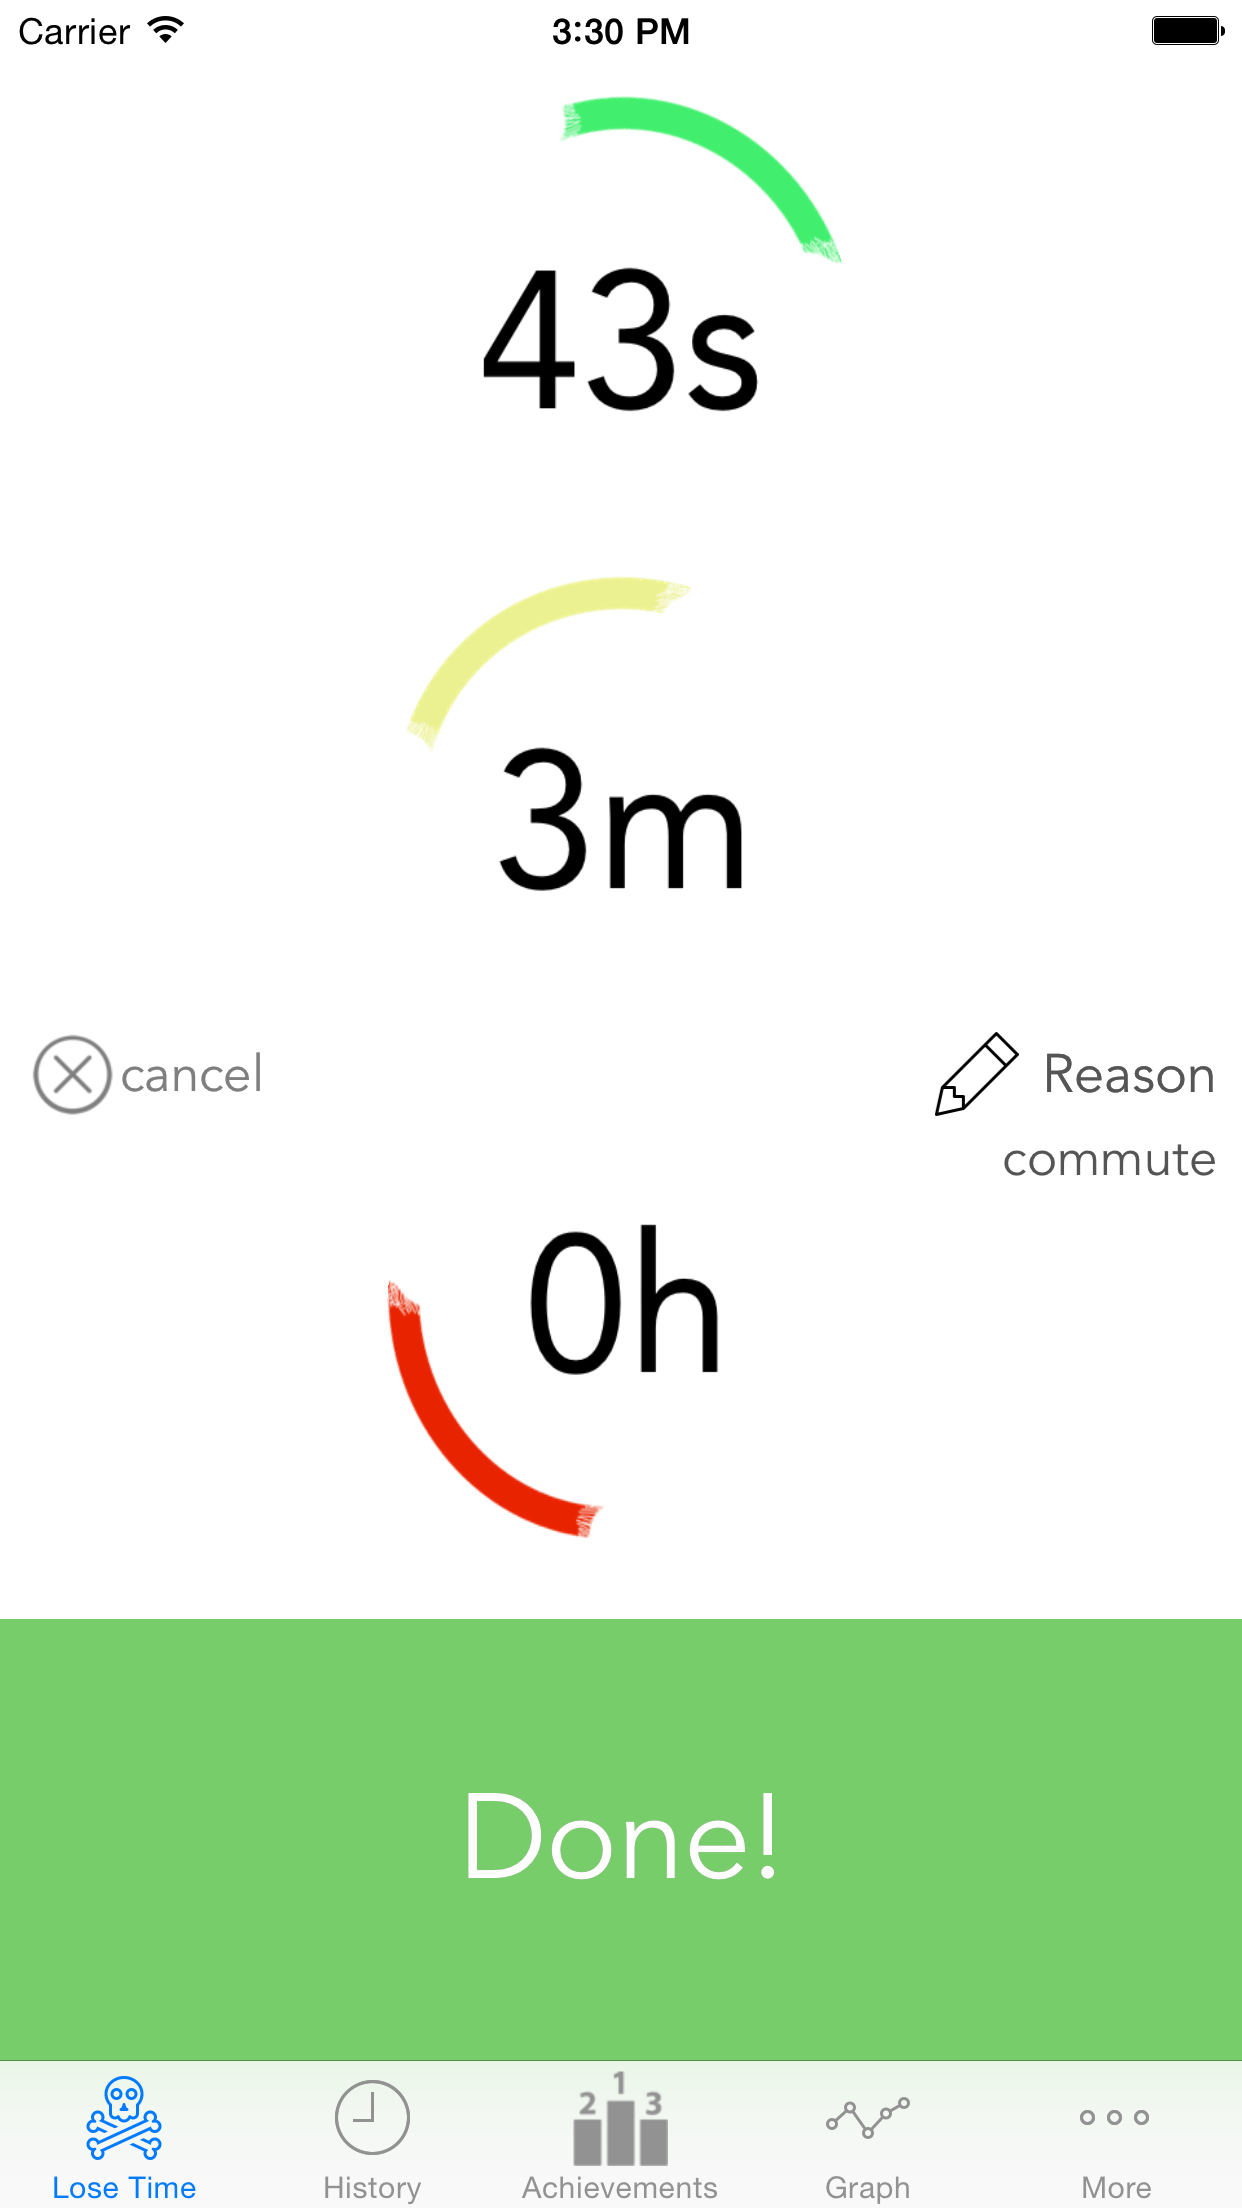 Carrier
3:30 PM
43s
3m
cancel
Reason
commute
0h
Done!
1
2 3
Lose Time
History
Achievements
Graph
More